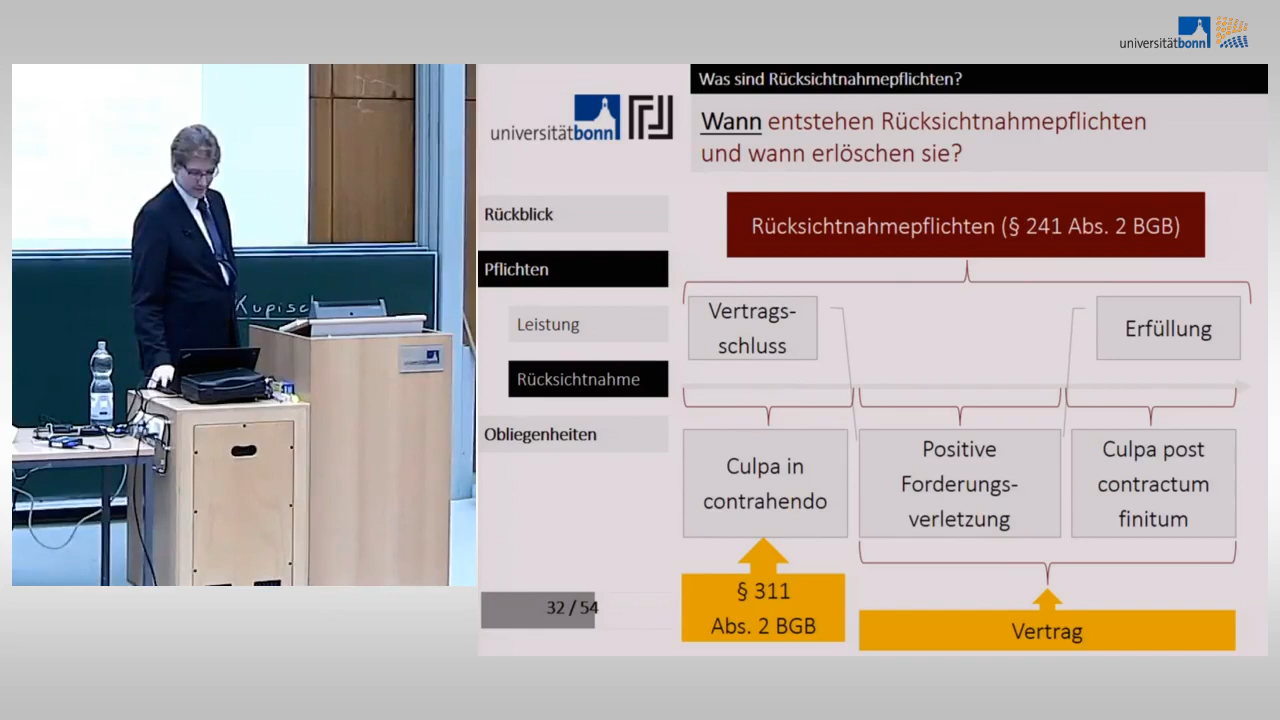 universitätbonn
Was sind Rücksichtnahmepflichten?
universitätbonn
Wann entstehen Rücksichtnahmepflichten
und wann erlöschen sie?
Rückblick
Pflichten
Leistung
Rücksichtnahme
Obliegenheiten
32 / 54
Rücksichtnahmepflichten (§ 241 Abs. 2 BGB)
Vertrags-
schluss
Erfüllung
Culpa in
contrahendo
Positive
Forderungs-
verletzung
Culpa post
contractum
finitum
§ 311
Abs. 2 BGB
Vertrag
Kupisc